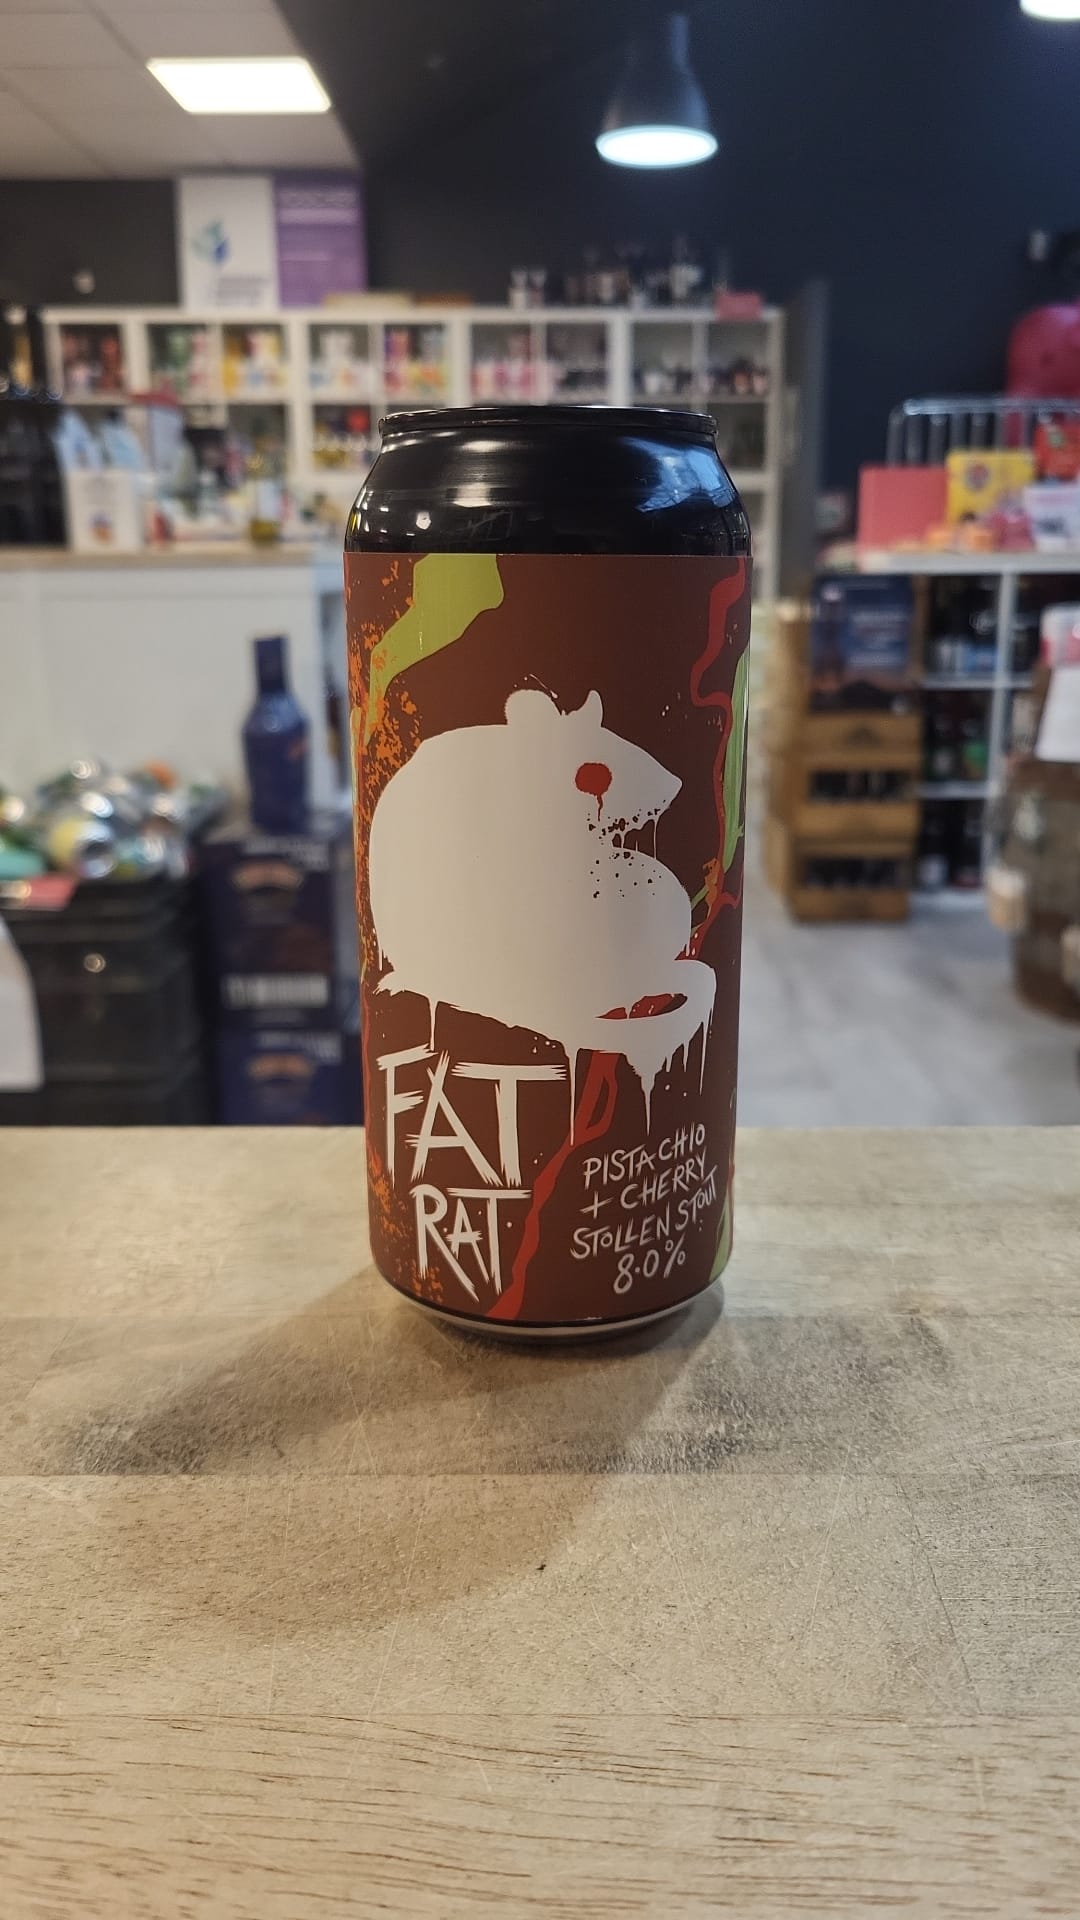 FAT
RAT
PISTACHIO
+ CHERRY
STOLLEN STOUT
8.0%